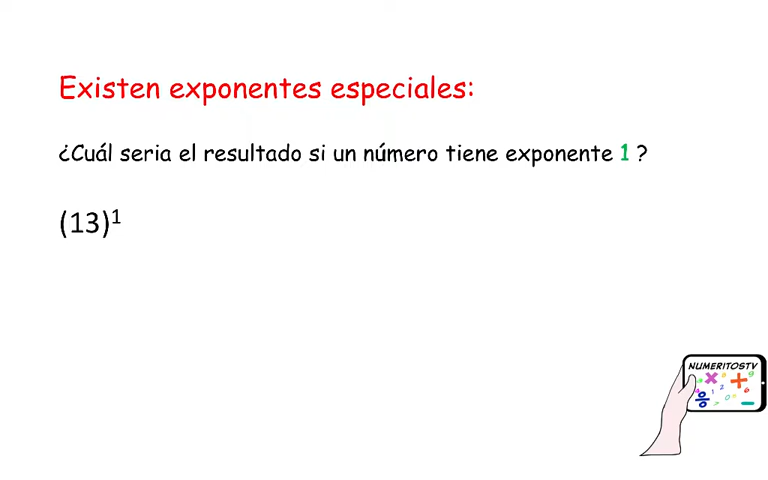 Existen exponentes especiales:
¿Cuál seria el resultado si un número tiene exponente 1 ?
(13)¹
NUMERITOSTV